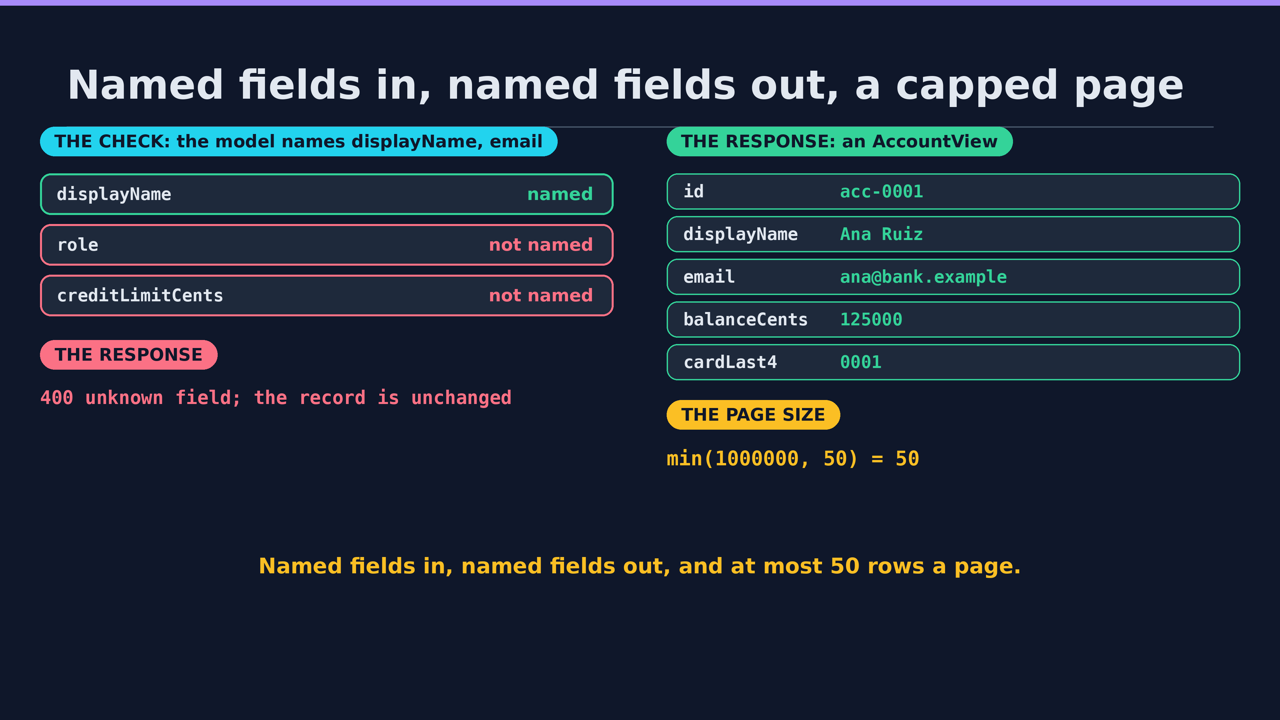 Named fields in, named fields out, a capped page
THE CHECK: the model names displayName, email
displayName named
role not named
creditLimitCents not named
THE RESPONSE
400 unknown field; the record is unchanged
THE RESPONSE: an AccountView
id acc-0001
displayName Ana Ruiz
email ana@bank.example
balanceCents 125000
cardLast4 0001
THE PAGE SIZE
min(1000000, 50) = 50
Named fields in, named fields out, and at most 50 rows a page.